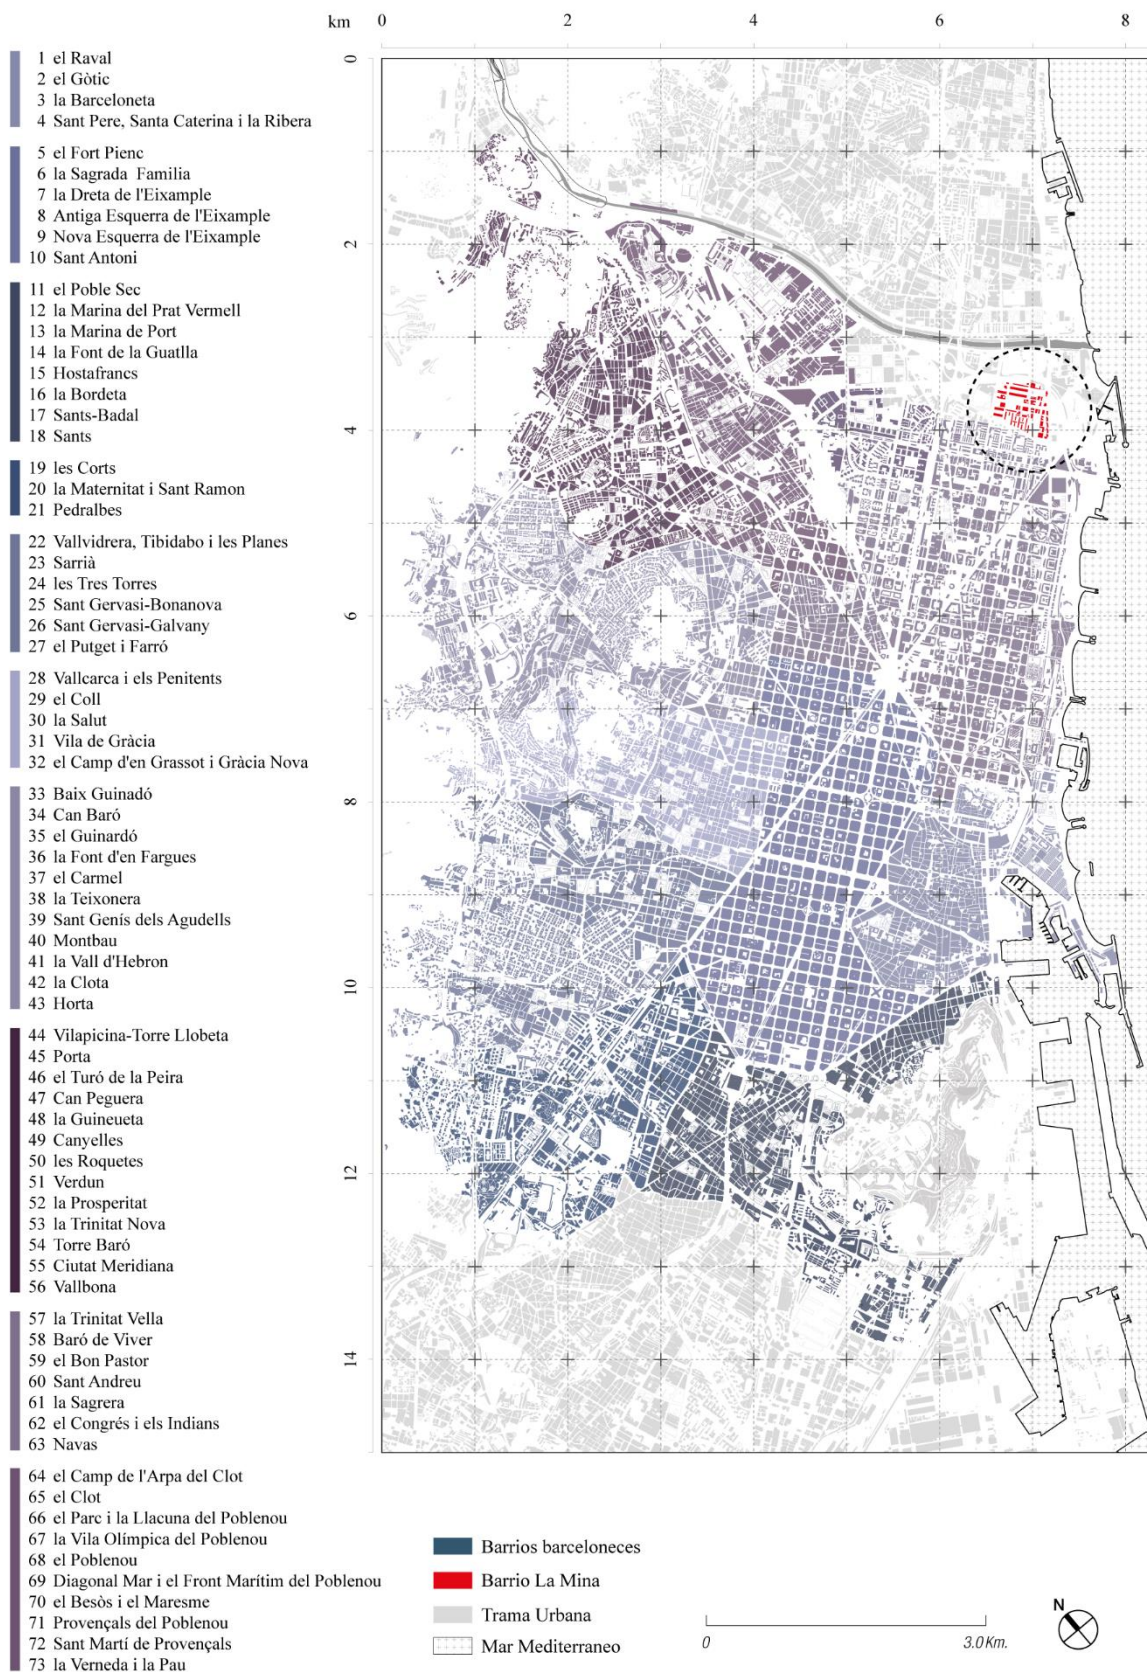 km 0 2 4 6 8
0
2
4
6
8
10
12
14
1 el Raval
2 el Gòtic
3 la Barceloneta
4 Sant Pere, Santa Caterina i la Ribera
5 el Fort Pienc
6 la Sagrada Familia
7 la Dreta de l'Eixample
8 Antiga Esquerra de l'Eixample
9 Nova Esquerra de l'Eixample
10 Sant Antoni
11 el Poble Sec
12 la Marina del Prat Vermell
13 la Marina de Port
14 la Font de la Guatlla
15 Hostafrancs
16 la Bordeta
17 Sants-Badal
18 Sants
19 les Corts
20 la Maternitat i Sant Ramon
21 Pedralbes
22 Vallvidrera, Tibidabo i les Planes
23 Sarrià
24 les Tres Torres
25 Sant Gervasi-Bonanova
26 Sant Gervasi-Galvany
27 el Putget i Farró
28 Vallcarca i els Penitents
29 el Coll
30 la Salut
31 Vila de Gràcia
32 el Camp d'en Grassot i Gràcia Nova
33 Baix Guinadó
34 Can Baró
35 el Guinardó
36 la Font d'en Fargues
37 el Carmel
38 la Teixonera
39 Sant Genís dels Agudells
40 Montbau
41 la Vall d'Hebron
42 la Clota
43 Horta
44 Vilapicina-Torre Llobeta
45 Porta
46 el Turó de la Peira
47 Can Peguera
48 la Guineueta
49 Canyelles
50 les Roquetes
51 Verdun
52 la Prosperitat
53 la Trinitat Nova
54 Torre Baró
55 Ciutat Meridiana
56 Vallbona
57 la Trinitat Vella
58 Baró de Viver
59 el Bon Pastor
60 Sant Andreu
61 la Sagrera
62 el Congrés i els Indians
63 Navas
64 el Camp de l'Arpa del Clot
65 el Clot
66 el Parc i la Llacuna del Poblenou
67 la Vila Olímpica del Poblenou
68 el Poblenou
69 Diagonal Mar i el Front Marítim del Poblenou
70 el Besòs i el Maresme
71 Provençals del Poblenou
72 Sant Martí de Provençals
73 la Verneda i la Pau
Barrios barceloneces
Barrio La Mina
Trama Urbana
Mar Mediterraneo
0 3.0 Km.
N